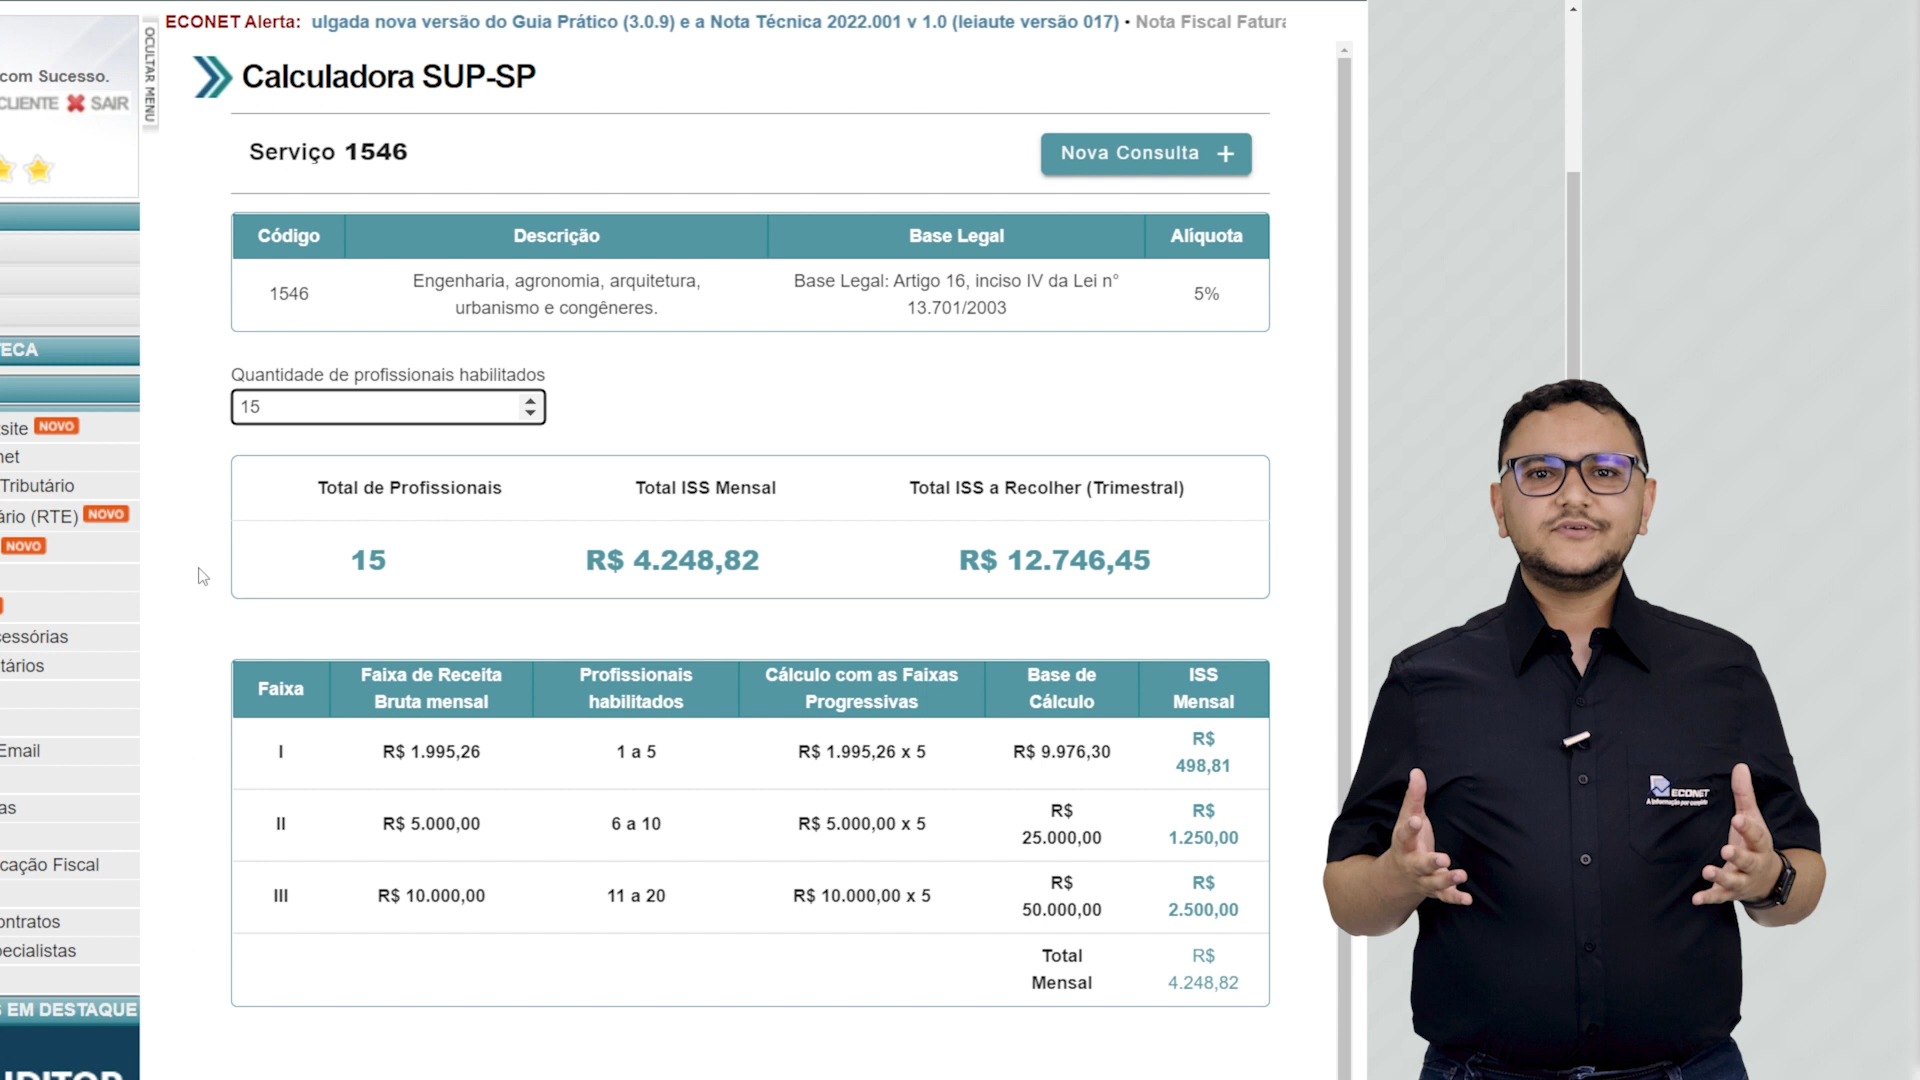 ECONET Alerta: ulgada nova versão do Guia Prático (3.0.9) e a Nota Técnica 2022.001 v 1.0 (leiaute versão 017) • Nota Fiscal Fatura
com Sucesso.
CLIENTE SAIR
OCULTAR MENU
Calculadora SUP-SP
Serviço 1546
Nova Consulta +
Código Descrição Base Legal Alíquota
1546
Engenharia, agronomia, arquitetura,
urbanismo e congêneres.
Base Legal: Artigo 16, inciso IV da Lei n°
13.701/2003
5%
Quantidade de profissionais habilitados
15
Total de Profissionais Total ISS Mensal Total ISS a Recolher (Trimestral)
15 R$ 4.248,82 R$ 12.746,45
Faixa
Faixa de Receita
Bruta mensal
Profissionais
habilitados
Cálculo com as Faixas
Progressivas
Base de
Cálculo
ISS
Mensal
I R$ 1.995,26 1 a 5 R$ 1.995,26 x 5 R$ 9.976,30
R$
498,81
II R$ 5.000,00 6 a 10 R$ 5.000,00 x 5
R$
25.000,00
R$
1.250,00
III R$ 10.000,00 11 a 20 R$ 10.000,00 x 5
R$
50.000,00
R$
2.500,00
Total
Mensal
R$
4.248,82
TECA
site NOVO
net
Tributário
ário (RTE) NOVO
NOVO
cessórias
tários
Email
as
cação Fiscal
ontratos
pecialistas
S EM DESTAQUE
UDITOR
ECONET
A informação por completo